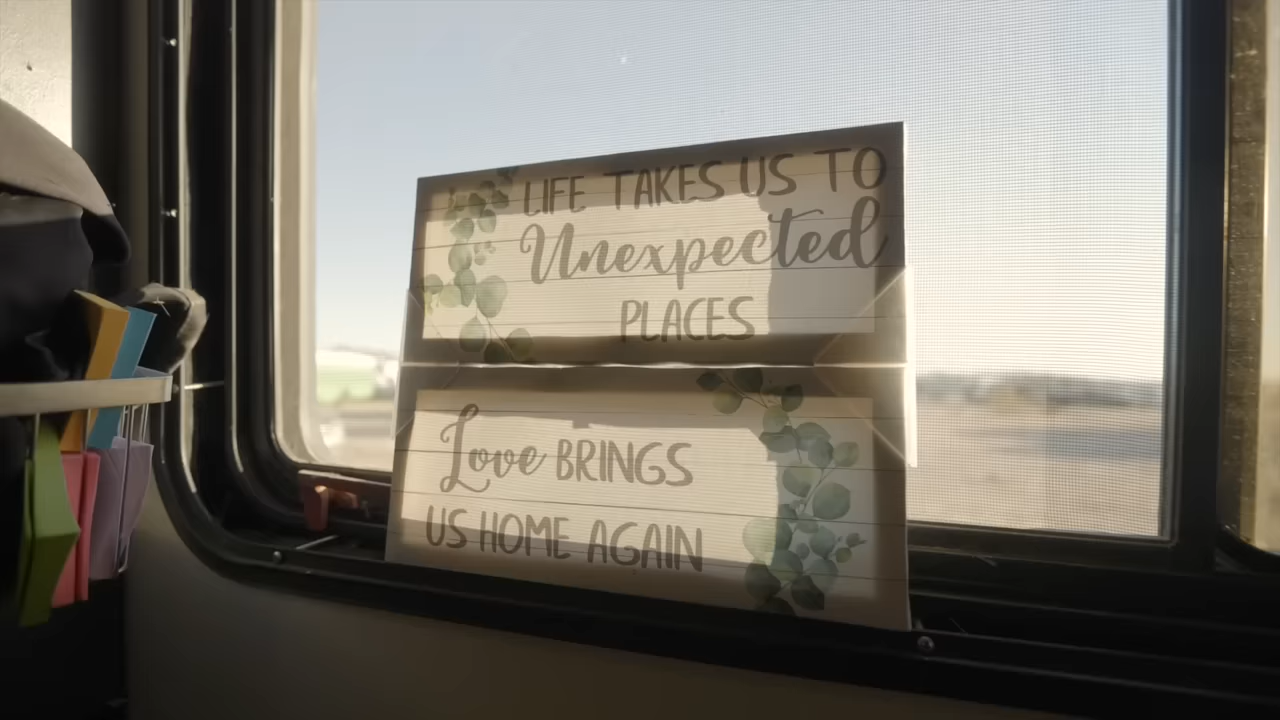 LIFE TAKES US TO
Unexpected
PLACES
Love BRINGS
US HOME AGAIN